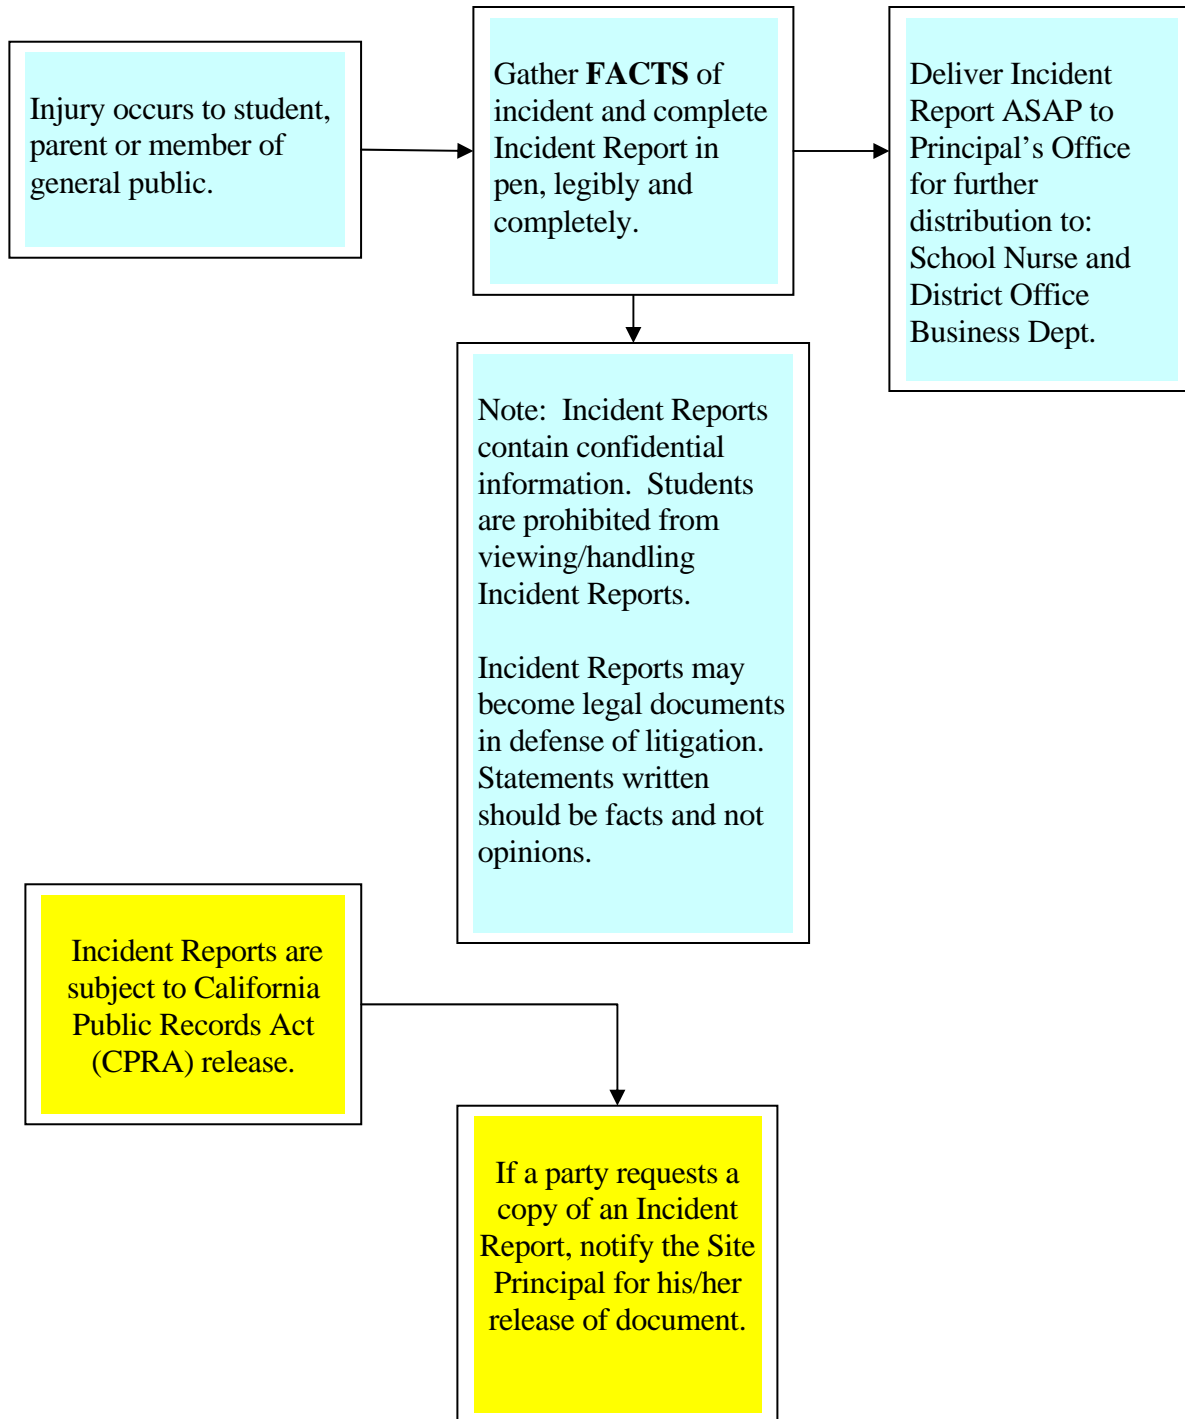 Injury occurs to student,
parent or member of
general public.
Gather FACTS of
incident and complete
Incident Report in
pen, legibly and
completely.
Deliver Incident
Report ASAP to
Principal’s Office
for further
distribution to:
School Nurse and
District Office
Business Dept.
Note:  Incident Reports
contain confidential
information.  Students
are prohibited from
viewing/handling
Incident Reports.
Incident Reports may
become legal documents
in defense of litigation.
Statements written
should be facts and not
opinions.
Incident Reports are
subject to California
Public Records Act
(CPRA) release.
If a party requests a
copy of an Incident
Report, notify the Site
Principal for his/her
release of document.